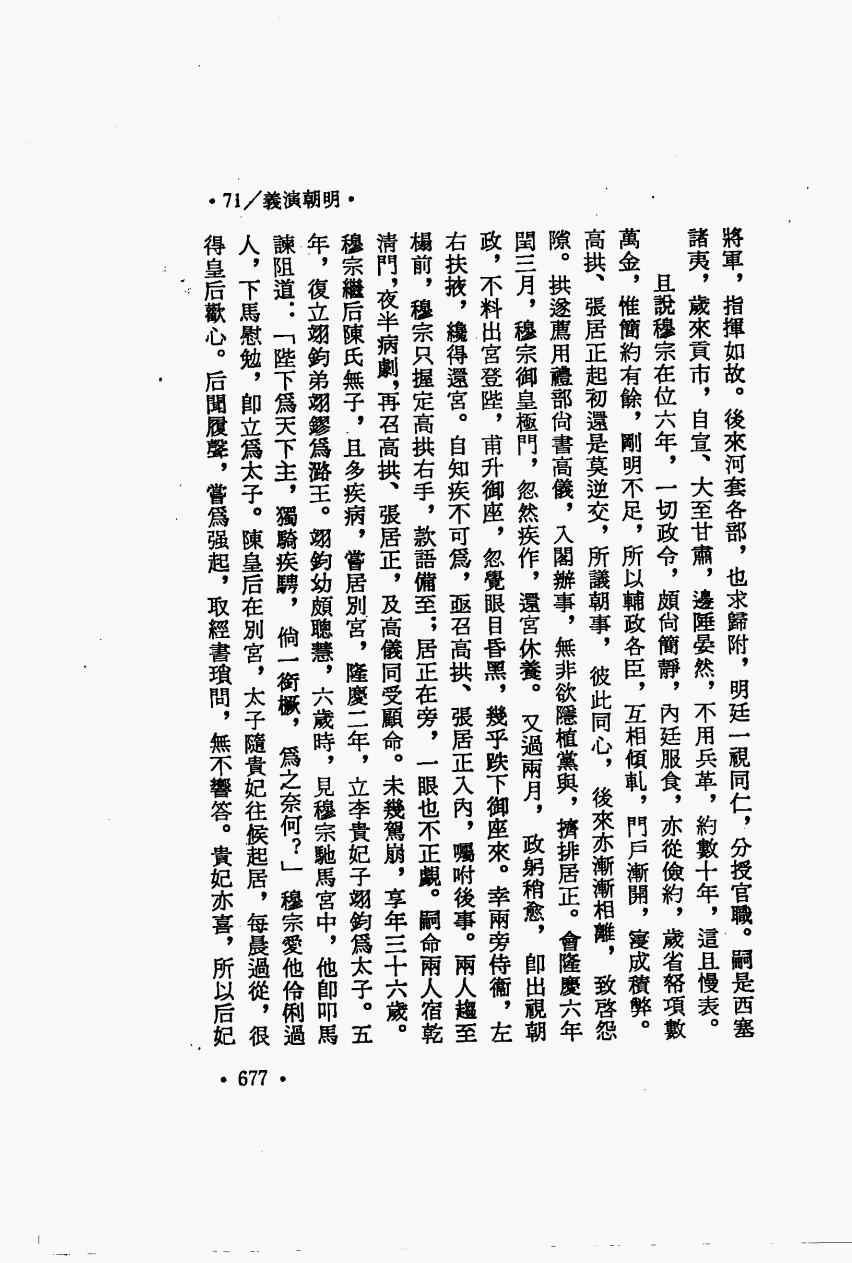 •71／義演朝明•
將軍，指揮如故。後來河套各部，也求歸附，明廷一視同仁，分授官職。嗣是西塞
諸夷，歲來貢市，自宣、大至甘肅，邊陲晏然，不用兵革，約數十年，這且慢表。
且說穆宗在位六年，一切政令，頗尙簡靜，內廷服食，亦從儉約，歲省帑項數
萬金，惟簡約有餘，剛明不足，所以輔政各臣，互相傾軋，門戶漸開，寖成積弊。
高拱、張居正起初還是莫逆交，所議朝事，彼此同心，後來亦漸漸相離，致啓怨
隙。拱遂薦用禮部尙書高儀，入閣辦事，無非欲隱植黨與，擠排居正。會隆慶六年
閏三月，穆宗御皇極門，忽然疾作，還宮休養。又過兩月，政躬稍愈，卽出視朝
政，不料出宮登陛，甫升御座，忽覺眼目昏黑，幾乎跌下御座來。幸兩旁侍衞，左
右扶掖，纔得還宮。自知疾不可爲，亟召高拱、張居正入內，囑咐後事。兩人趨至
榻前，穆宗只握定高拱右手，款語備至；居正在旁，一眼也不正覷。嗣命兩人宿乾
清門，夜半病劇，再召高拱、張居正，及高儀同受顧命。未幾駕崩，享年三十六歲。
穆宗繼后陳氏無子，且多疾病，嘗居別宮，隆慶二年，立李貴妃子翊鈞爲太子。五
年，復立翊鈞弟翊鏐爲潞王。翊鈞幼頗聰慧，六歲時，見穆宗馳馬宮中，他卽叩馬
諫阻道：「陛下爲天下主，獨騎疾騁，倘一銜橛，爲之奈何？」穆宗愛他伶俐過
人，下馬慰勉，卽立爲太子。陳皇后在別宮，太子隨貴妃往候起居，每晨過從，很
得皇后歡心。后聞履聲，嘗爲强起，取經書瑣問，無不響答。貴妃亦喜，所以后妃
•677•